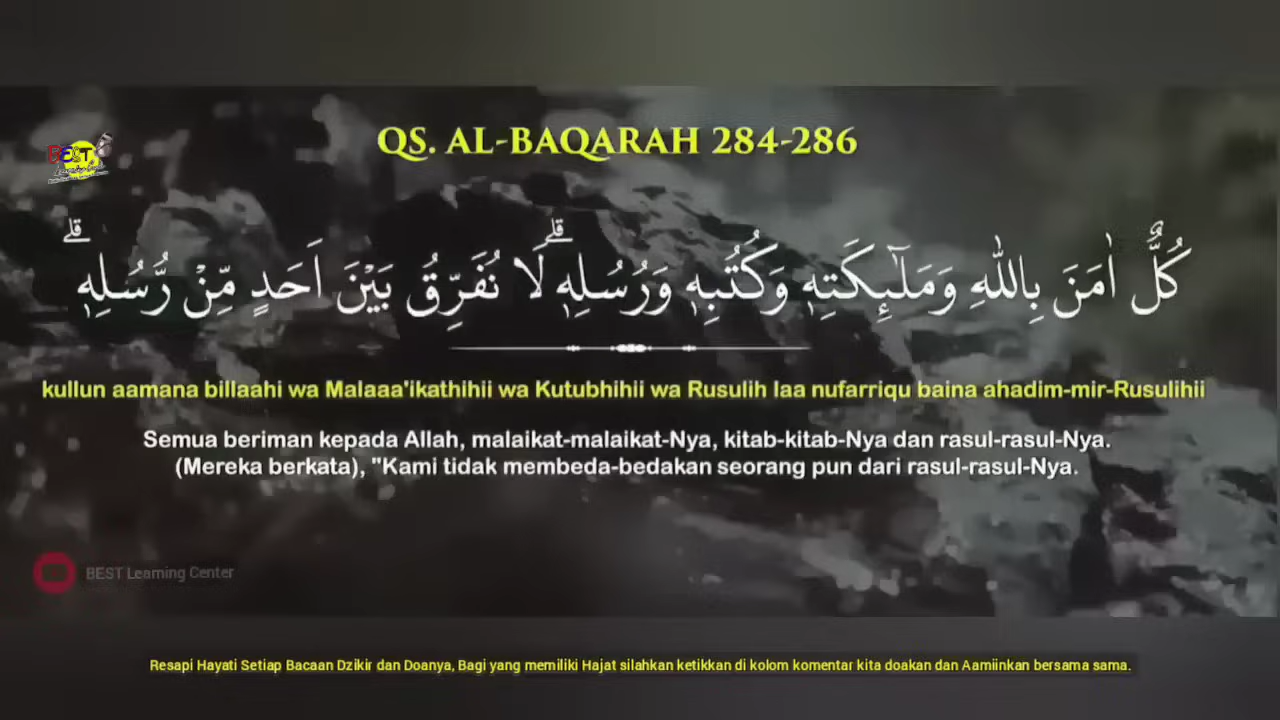 QS. AL-BAQARAH 284-286
BEST
كُلٌّ اٰمَنَ بِاللّٰهِ وَمَلٰۤىِٕكَتِهٖ وَكُتُبِهٖ وَرُسُلِهٖۗ لَا نُفَرِّقُ بَيْنَ اَحَدٍ مِّنْ رُّسُلِهٖۗ
kullun aamana billaahi wa Malaaa'ikathihii wa Kutubhihii wa Rusulih laa nufarriqu baina ahadim-mir-Rusulihii
Semua beriman kepada Allah, malaikat-malaikat-Nya, kitab-kitab-Nya dan rasul-rasul-Nya.
(Mereka berkata), "Kami tidak membeda-bedakan seorang pun dari rasul-rasul-Nya.
BEST Learning Center
Resapi Hayati Setiap Bacaan Dzikir dan Doanya, Bagi yang memiliki Hajat silahkan ketikkan di kolom komentar kita doakan dan Aamiinkan bersama sama.